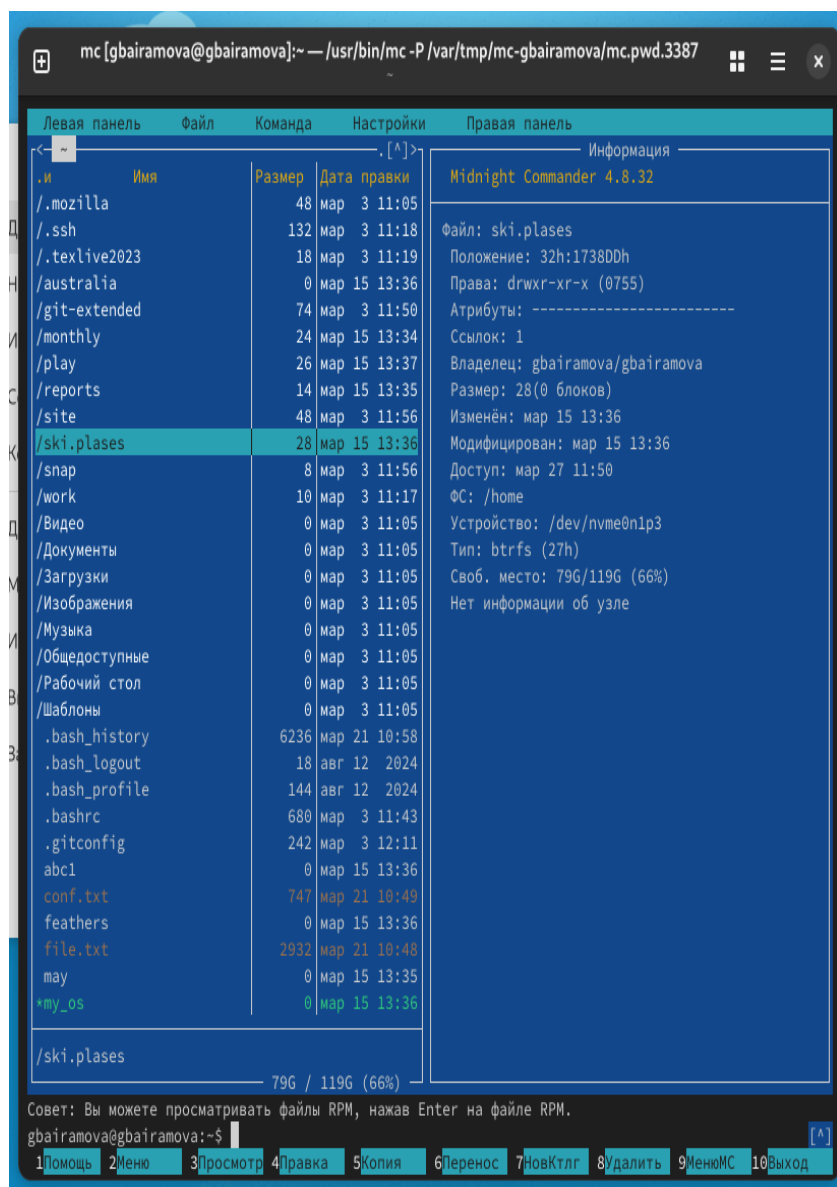 mc [gbairamova@gbairamova]:~ — /usr/bin/mc -P /var/tmp/mc-gbairamova/mc.pwd.3387
~
Левая панель Файл Команда Настройки Правая панель
<- ~ .[^]>
.и Имя Размер Дата правки
/.mozilla 48 мар 3 11:05
/.ssh 132 мар 3 11:18
/.texlive2023 18 мар 3 11:19
/australia 0 мар 15 13:36
/git-extended 74 мар 3 11:50
/monthly 24 мар 15 13:34
/play 26 мар 15 13:37
/reports 14 мар 15 13:35
/site 48 мар 3 11:56
/ski.plases 28 мар 15 13:36
/snap 8 мар 3 11:56
/work 10 мар 3 11:17
/Видео 0 мар 3 11:05
/Документы 0 мар 3 11:05
/Загрузки 0 мар 3 11:05
/Изображения 0 мар 3 11:05
/Музыка 0 мар 3 11:05
/Общедоступные 0 мар 3 11:05
/Рабочий стол 0 мар 3 11:05
/Шаблоны 0 мар 3 11:05
.bash_history 6236 мар 21 10:58
.bash_logout 18 авг 12 2024
.bash_profile 144 авг 12 2024
.bashrc 680 мар 3 11:43
.gitconfig 242 мар 3 12:11
abc1 0 мар 15 13:36
conf.txt 747 мар 21 10:49
feathers 0 мар 15 13:36
file.txt 2932 мар 21 10:48
may 0 мар 15 13:35
*my_os 0 мар 15 13:36
/ski.plases
79G / 119G (66%)
Информация
Midnight Commander 4.8.32
Файл: ski.plases
Положение: 32h:1738DDh
Права: drwxr-xr-x (0755)
Атрибуты: -------------------------
Ссылок: 1
Владелец: gbairamova/gbairamova
Размер: 28(0 блоков)
Изменён: мар 15 13:36
Модифицирован: мар 15 13:36
Доступ: мар 27 11:50
ФС: /home
Устройство: /dev/nvme0n1p3
Тип: btrfs (27h)
Своб. место: 79G/119G (66%)
Нет информации об узле
Совет: Вы можете просматривать файлы RPM, нажав Enter на файле RPM.
gbairamova@gbairamova:~$ [^]
1Помощь 2Меню 3Просмотр 4Правка 5Копия 6Перенос 7НовКтлг 8Удалить 9МенюМС 10Выход